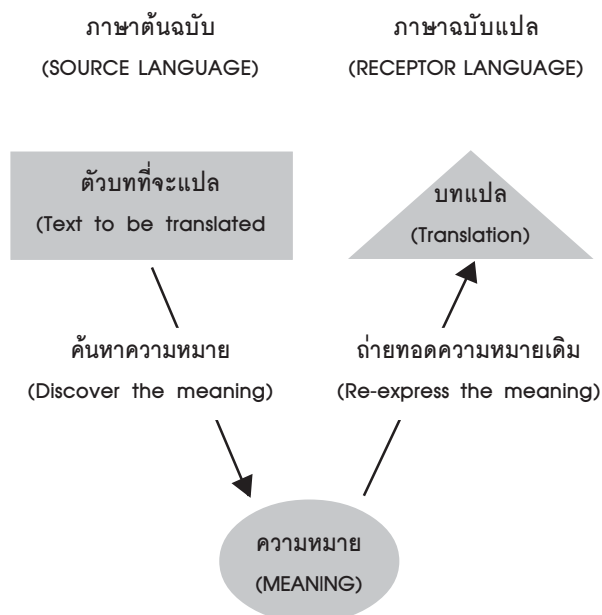 ภาษาต้นฉบับ
(SOURCE LANGUAGE)
ภาษาฉบับแปล
(RECEPTOR LANGUAGE)
ตัวบทที่จะแปล
(Text to be translated
บทแปล
(Translation)
ค้นหาความหมาย
(Discover the meaning)
ถ่ายทอดความหมายเดิม
(Re-express the meaning)
ความหมาย
(MEANING)